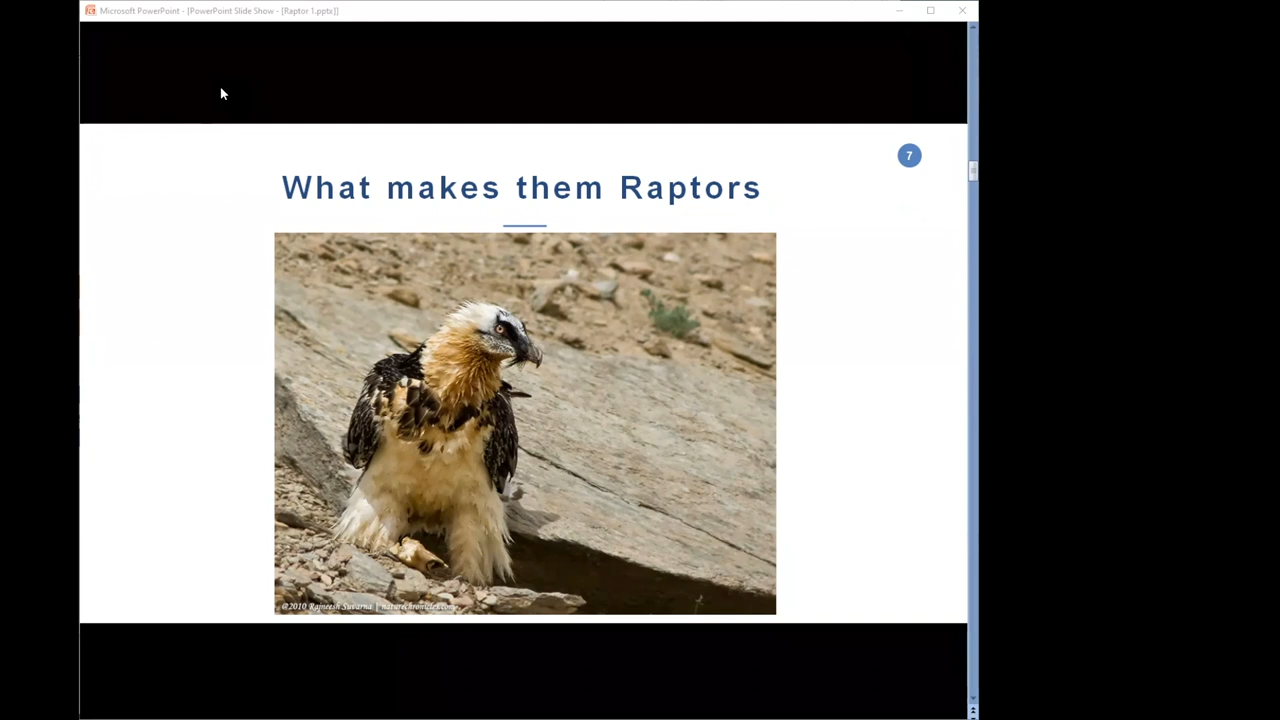 Microsoft PowerPoint - [PowerPoint Slide Show - [Raptor 1.pptx]]
7
What makes them Raptors
@2010 Rajneesh Suvarna | naturechronicles.com